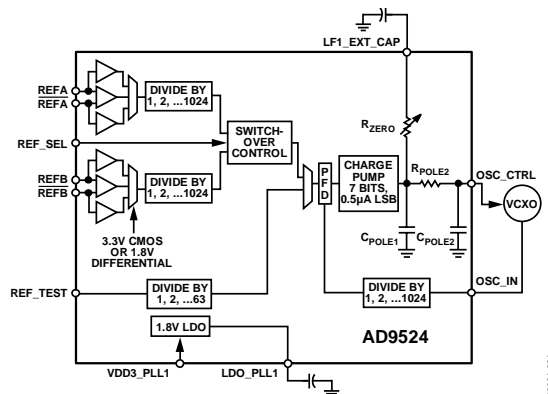 LF1_EXT_CAP
REFA
REFA
DIVIDE BY
1, 2, ...1024
RZERO
REF_SEL
SWITCH-
OVER
CONTROL
P
F
D
CHARGE
PUMP
7 BITS,
0.5µA LSB
RPOLE2
OSC_CTRL
VCXO
REFB
REFB
DIVIDE BY
1, 2, ...1024
CPOLE1
CPOLE2
3.3V CMOS
OR 1.8V
DIFFERENTIAL
REF_TEST
DIVIDE BY
1, 2, ...63
DIVIDE BY
1, 2, ...1024
OSC_IN
1.8V LDO
AD9524
VDD3_PLL1
LDO_PLL1